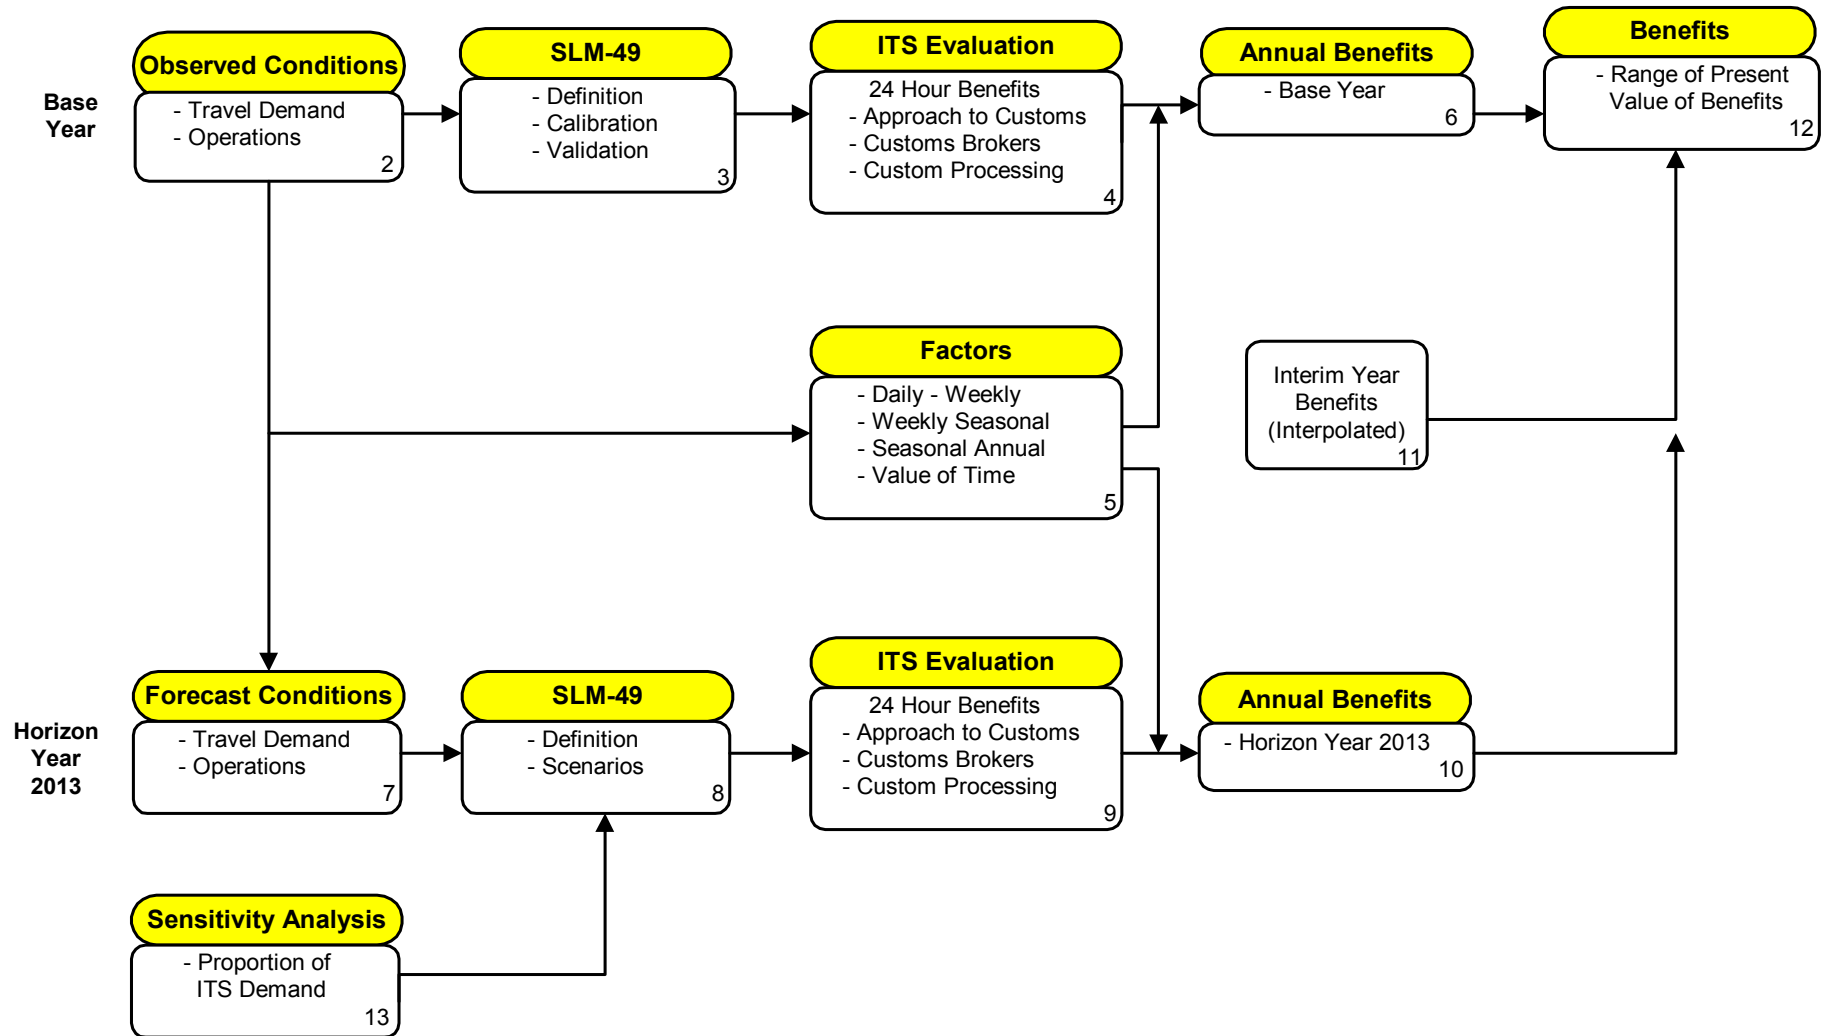 Base
Year
Observed Conditions
- Travel Demand
- Operations
2
SLM-49
- Definition
- Calibration
- Validation
3
ITS Evaluation
24 Hour Benefits
- Approach to Customs
- Customs Brokers
- Custom Processing
4
Annual Benefits
- Base Year
6
Benefits
- Range of Present
Value of Benefits
12
Factors
- Daily - Weekly
- Weekly Seasonal
- Seasonal Annual
- Value of Time
5
Interim Year
Benefits
(Interpolated)
11
Horizon
Year
2013
Forecast Conditions
- Travel Demand
- Operations
7
SLM-49
- Definition
- Scenarios
8
ITS Evaluation
24 Hour Benefits
- Approach to Customs
- Customs Brokers
- Custom Processing
9
Annual Benefits
- Horizon Year 2013
10
Sensitivity Analysis
- Proportion of
ITS Demand
13